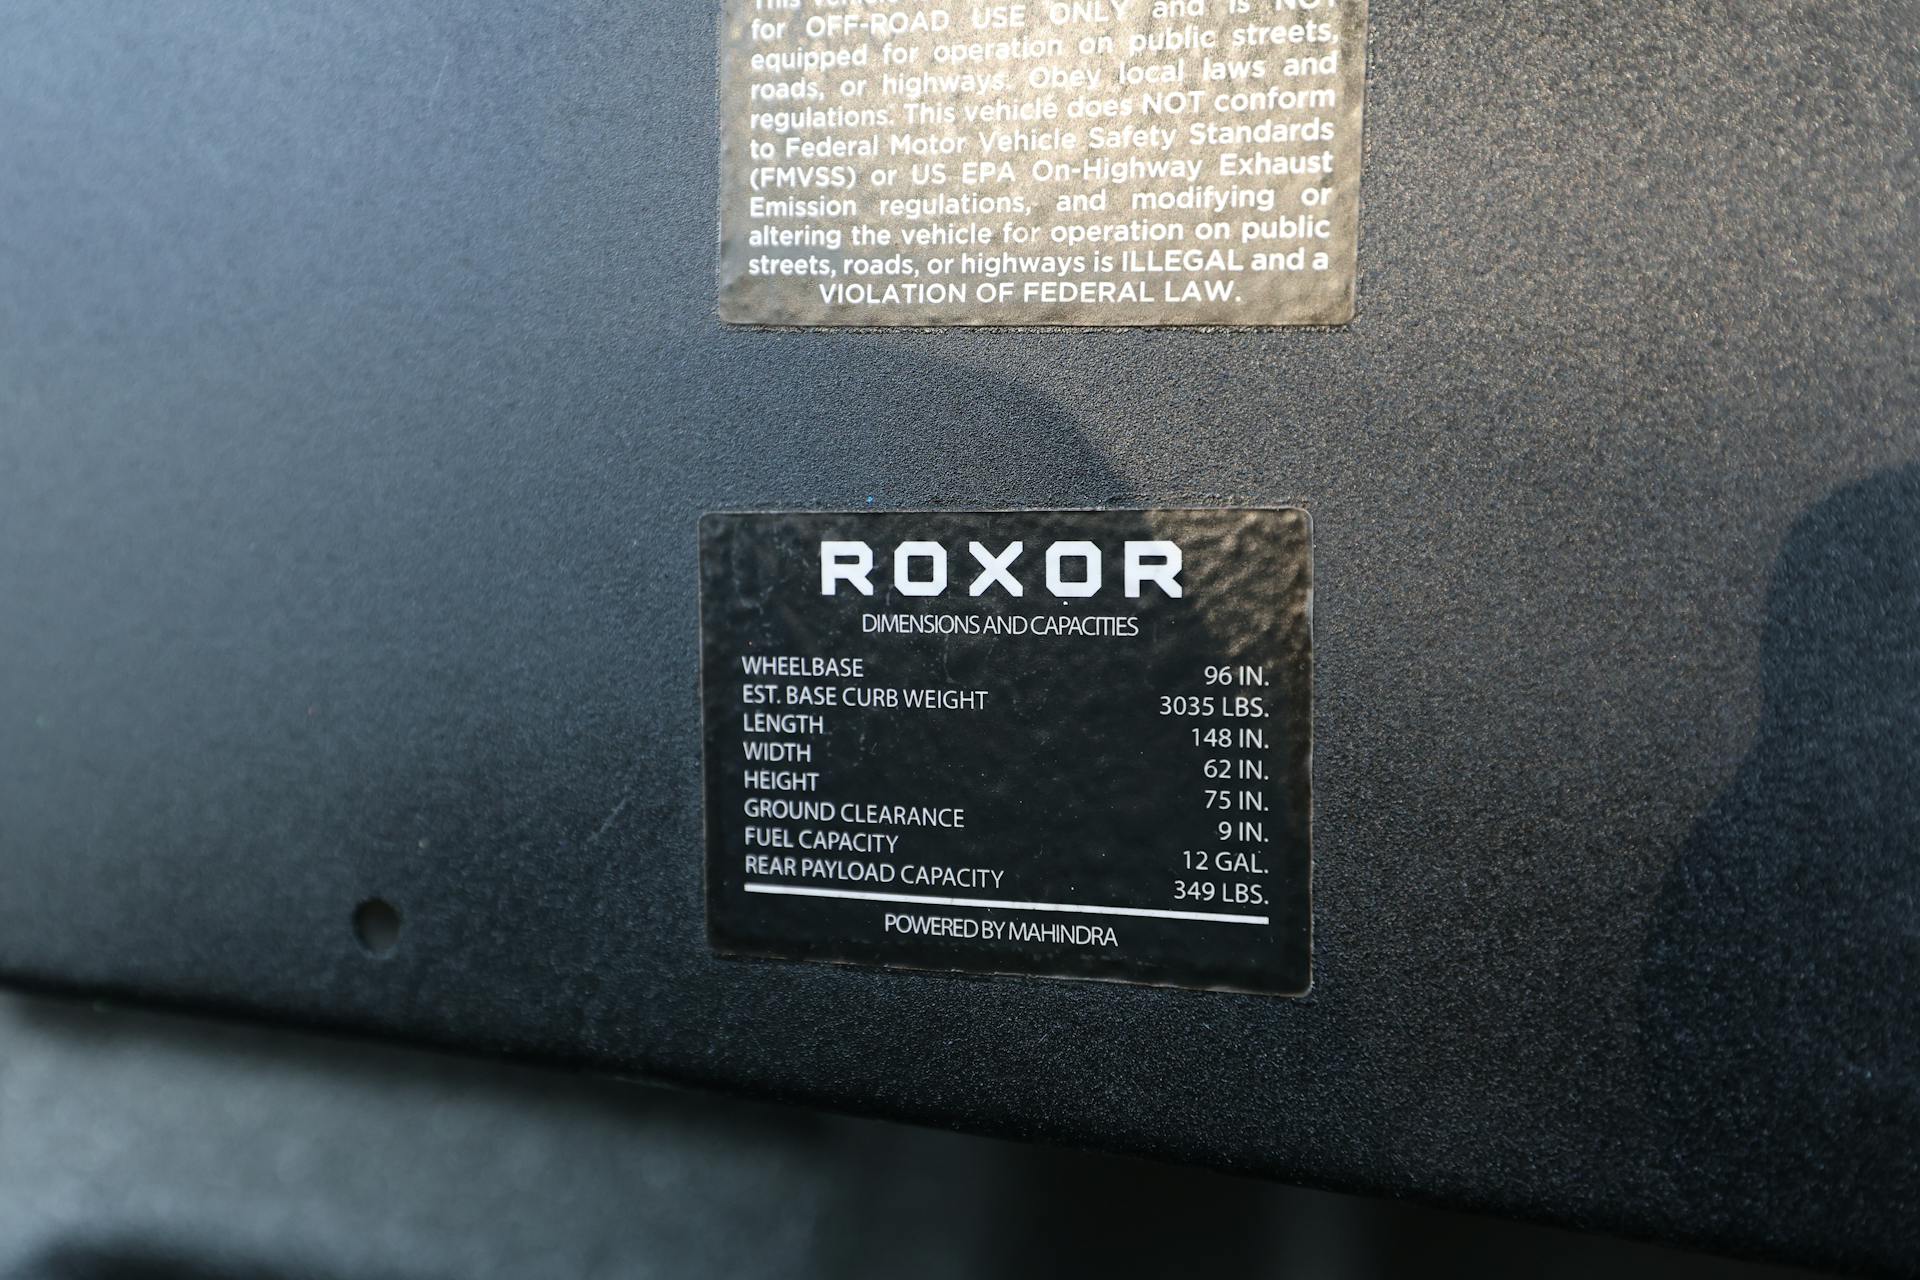 This vehicle
for OFF-ROAD USE ONLY and is NOT
equipped for operation on public streets,
roads, or highways. Obey local laws and
regulations. This vehicle does NOT conform
to Federal Motor Vehicle Safety Standards
(FMVSS) or US EPA On-Highway Exhaust
Emission regulations, and modifying or
altering the vehicle for operation on public
streets, roads, or highways is ILLEGAL and a
VIOLATION OF FEDERAL LAW.
ROXOR
DIMENSIONS AND CAPACITIES
WHEELBASE 96 IN.
EST. BASE CURB WEIGHT 3035 LBS.
LENGTH 148 IN.
WIDTH 62 IN.
HEIGHT 75 IN.
GROUND CLEARANCE 9 IN.
FUEL CAPACITY 12 GAL.
REAR PAYLOAD CAPACITY 349 LBS.
POWERED BY MAHINDRA